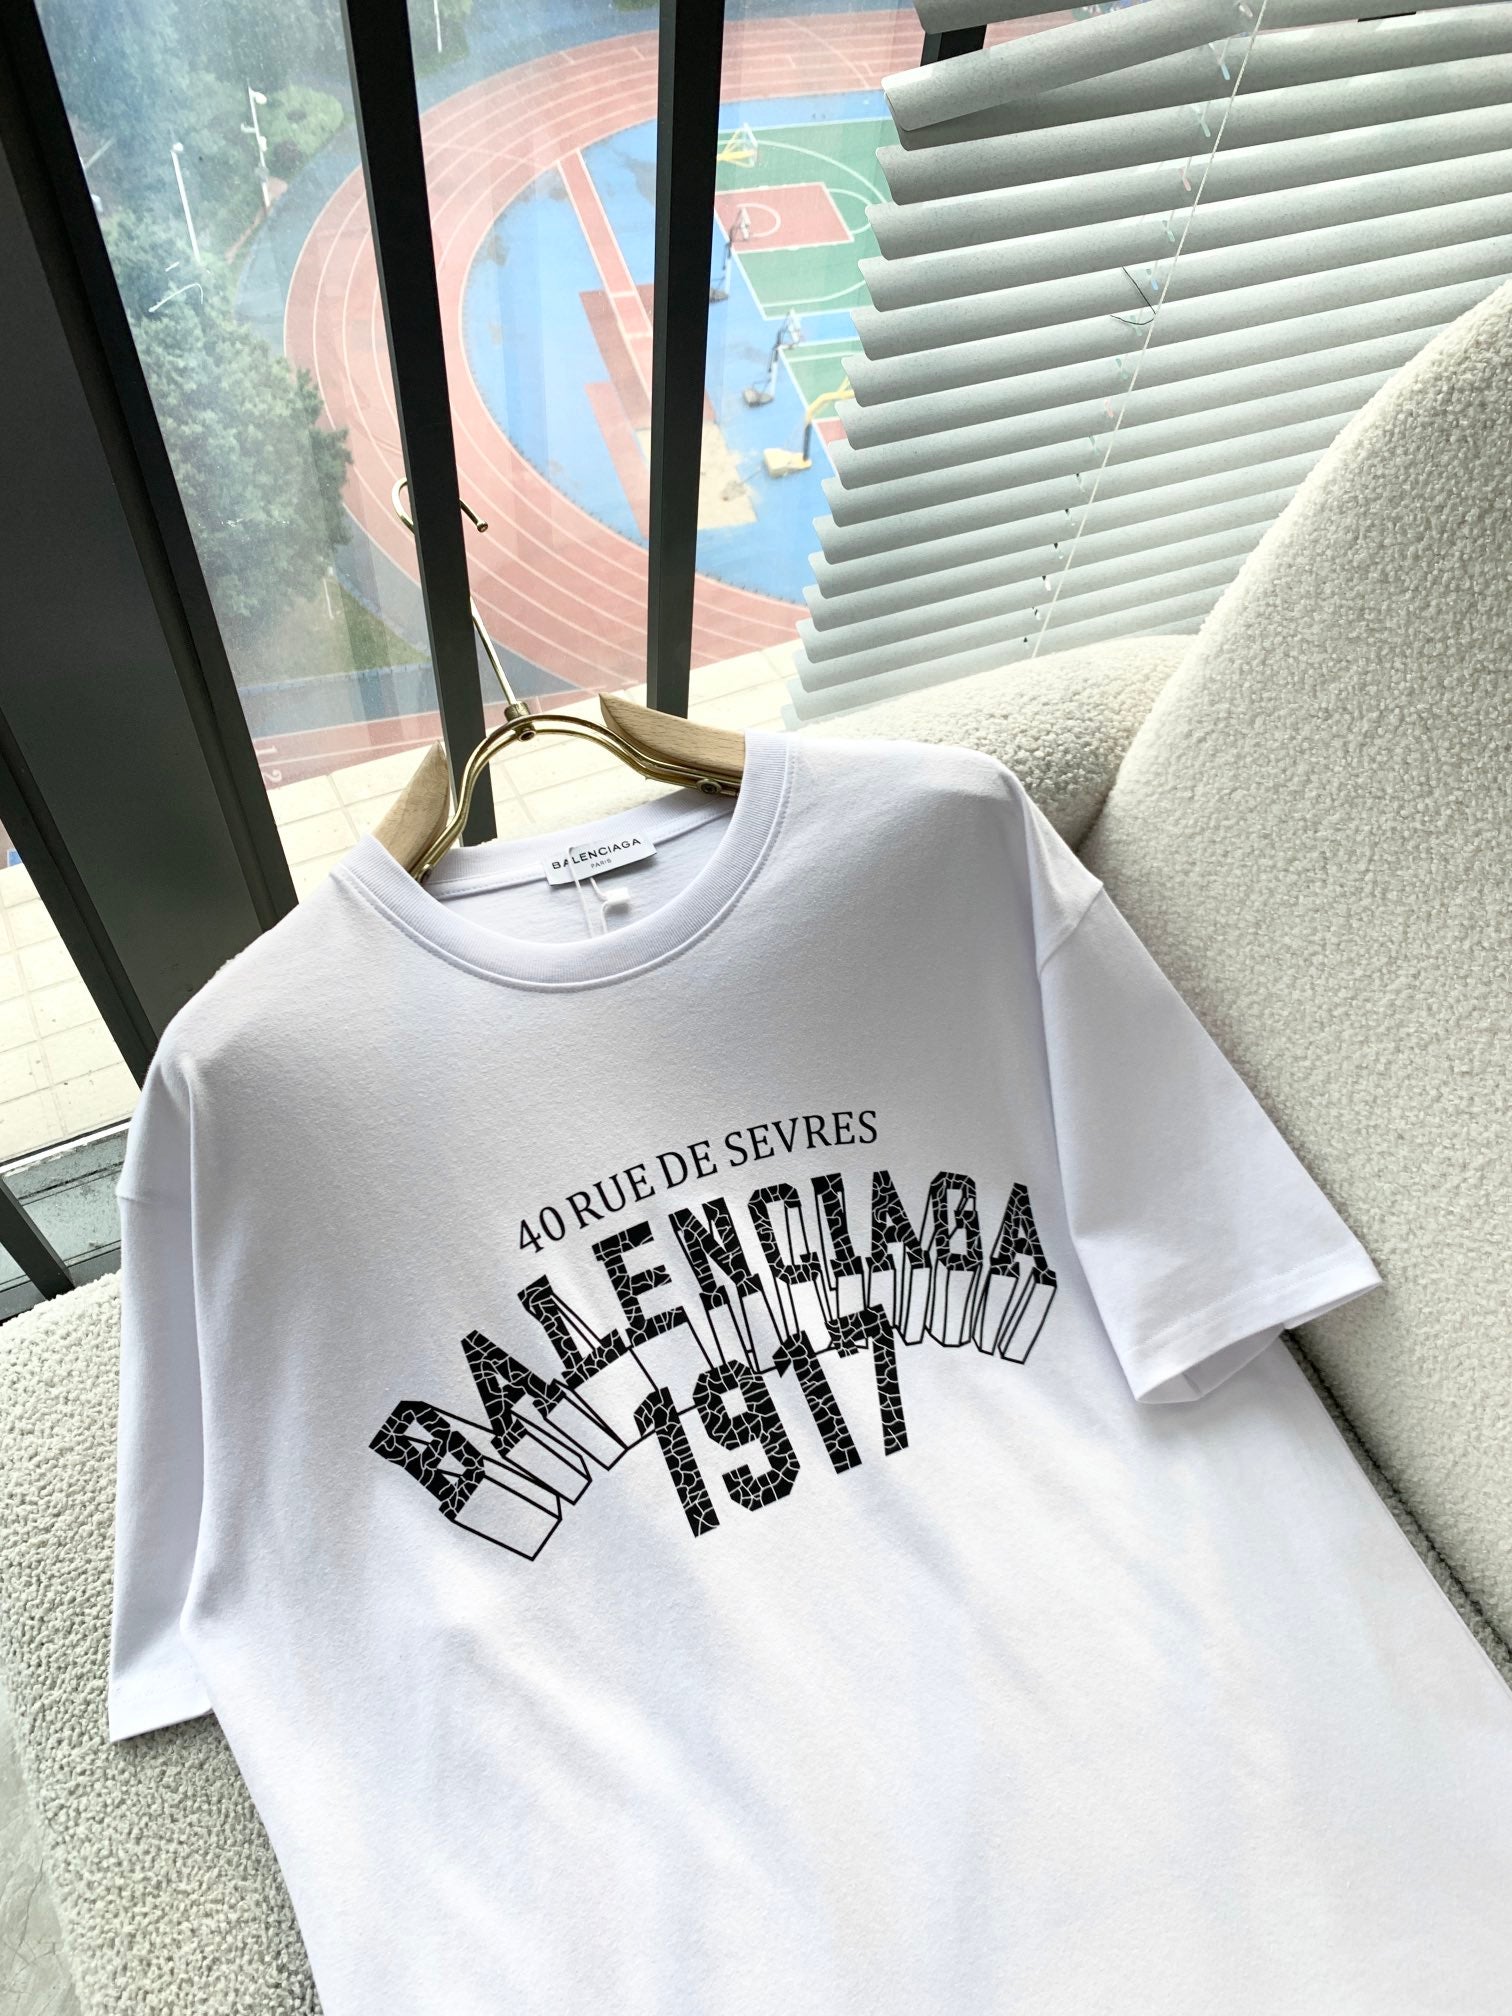 BALENCIAGA
PARIS
40 RUE DE SEVRES
BALENCIAGA
1917